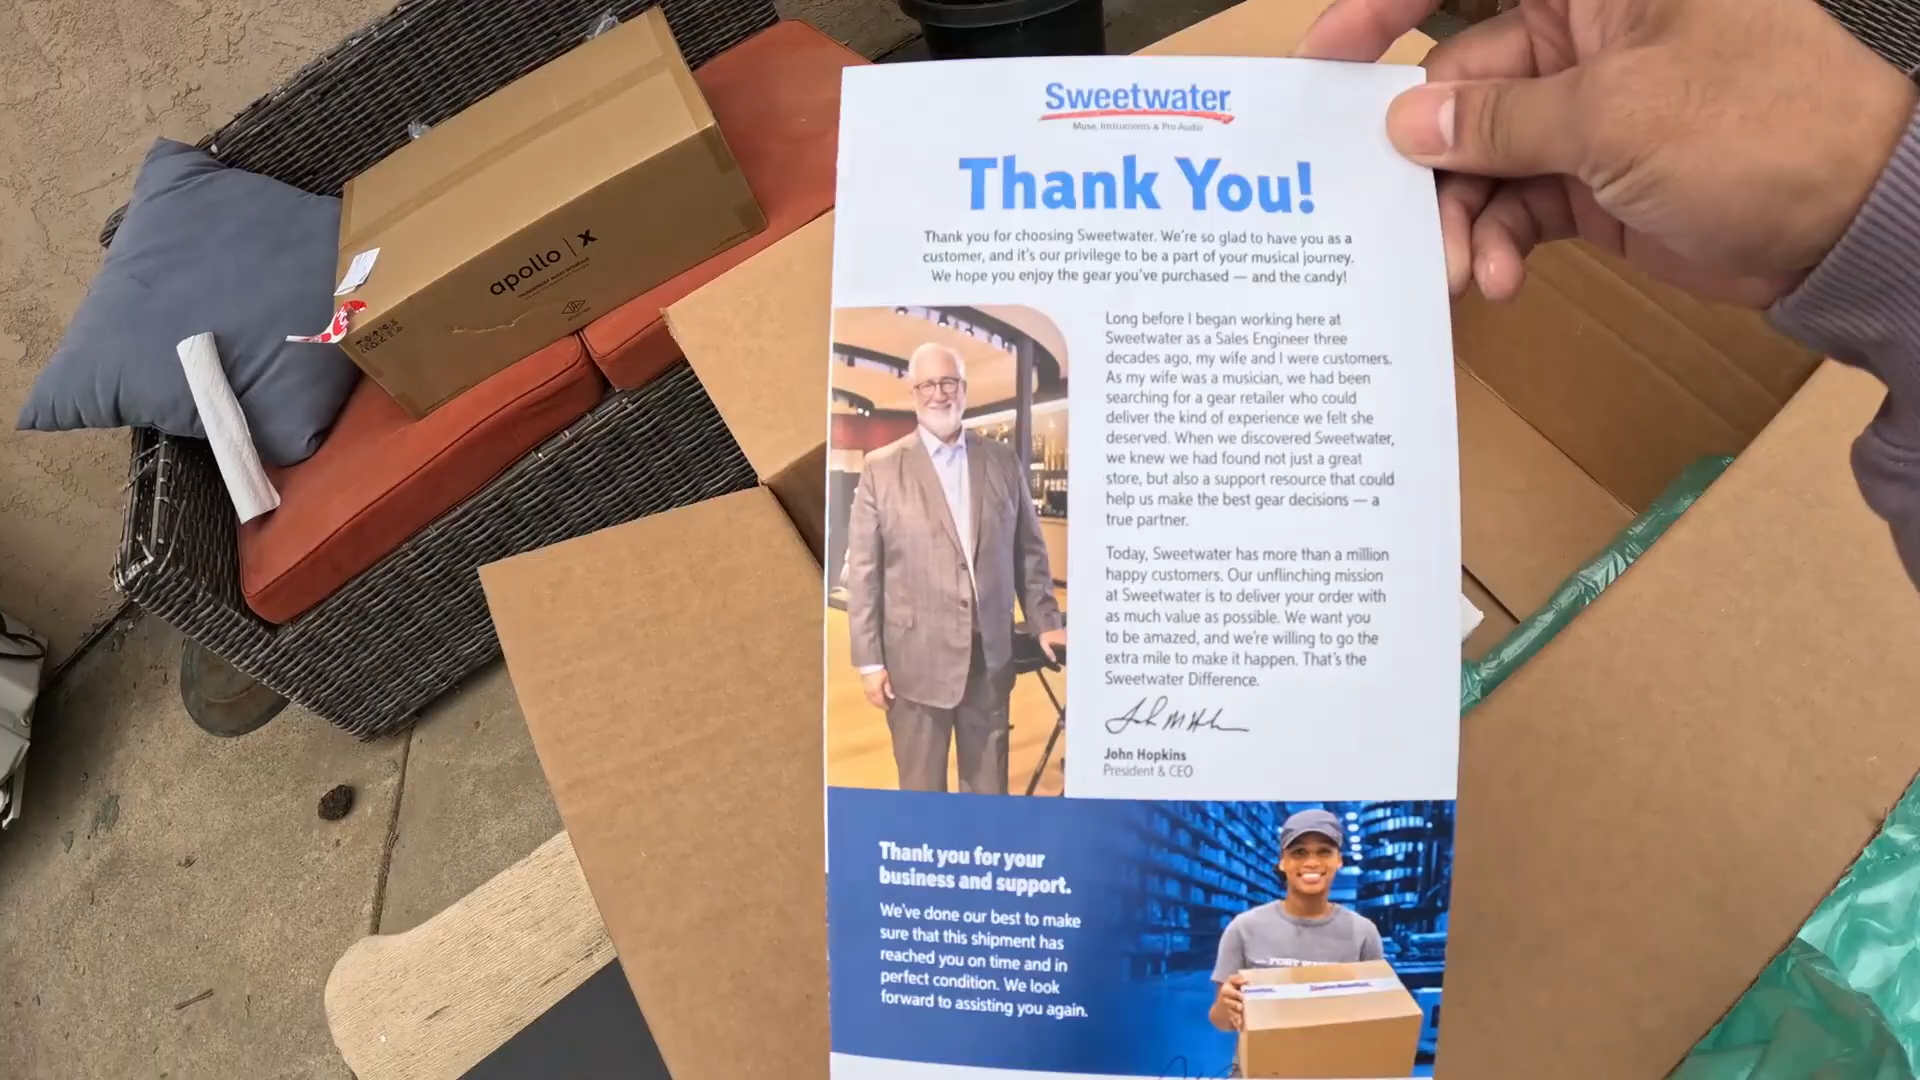 Sweetwater
Music Instruments & Pro Audio
Thank You!
Thank you for choosing Sweetwater. We're so glad to have you as a
customer, and it's our privilege to be a part of your musical journey.
We hope you enjoy the gear you've purchased — and the candy!
Long before I began working here at
Sweetwater as a Sales Engineer three
decades ago, my wife and I were customers.
As my wife was a musician, we had been
searching for a gear retailer who could
deliver the kind of experience we felt she
deserved. When we discovered Sweetwater,
we knew we had found not just a great
store, but also a support resource that could
help us make the best gear decisions — a
true partner.
Today, Sweetwater has more than a million
happy customers. Our unflinching mission
at Sweetwater is to deliver your order with
as much value as possible. We want you
to be amazed, and we're willing to go the
extra mile to make it happen. That's the
Sweetwater Difference.
John Hopkins
President & CEO
Thank you for your
business and support.
We've done our best to make
sure that this shipment has
reached you on time and in
perfect condition. We look
forward to assisting you again.
apollo | x